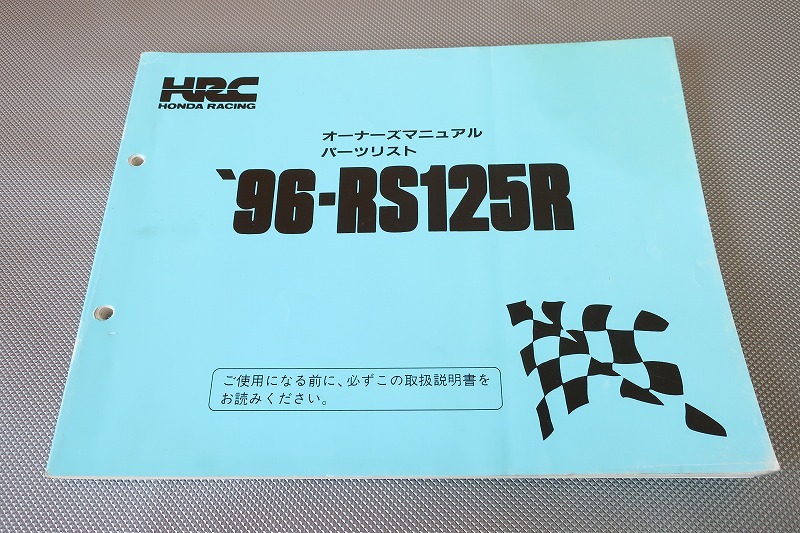 HRC
HONDA RACING
オーナーズマニュアル
パーツリスト
`96-RS125R
ご使用になる前に、必ずこの取扱説明書を
お読みください。